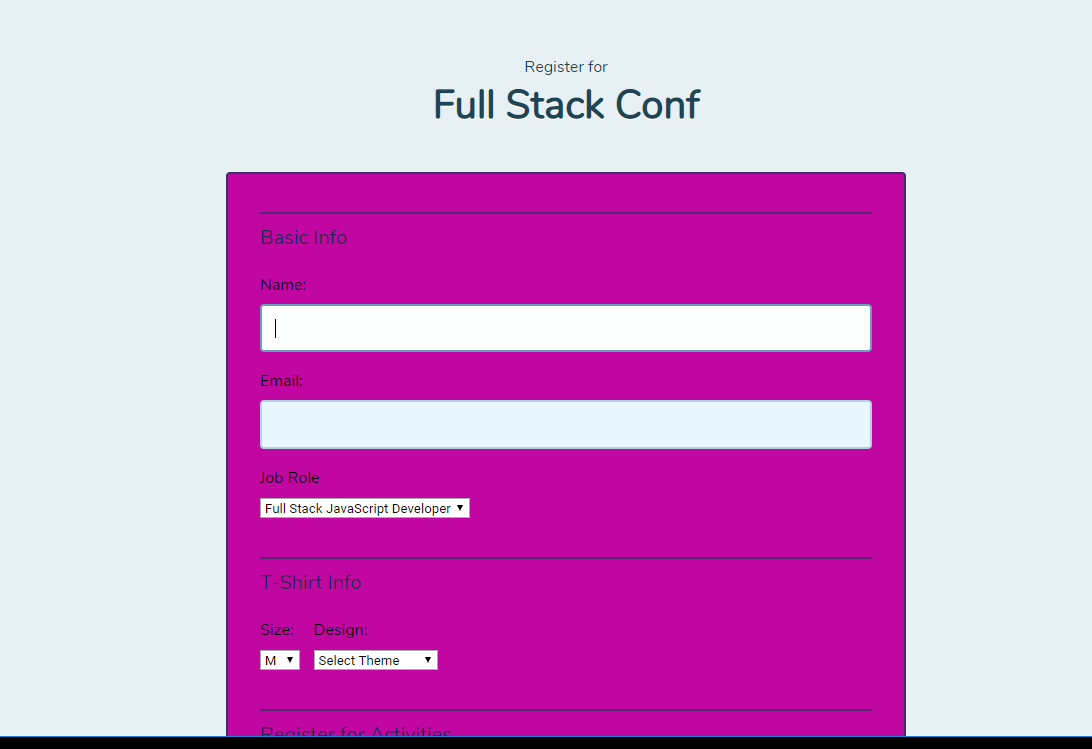 Register for
Full Stack Conf
Basic Info
Name:
Email:
Job Role
Full Stack JavaScript Developer
T-Shirt Info
Size: Design:
M Select Theme
Register for Activities